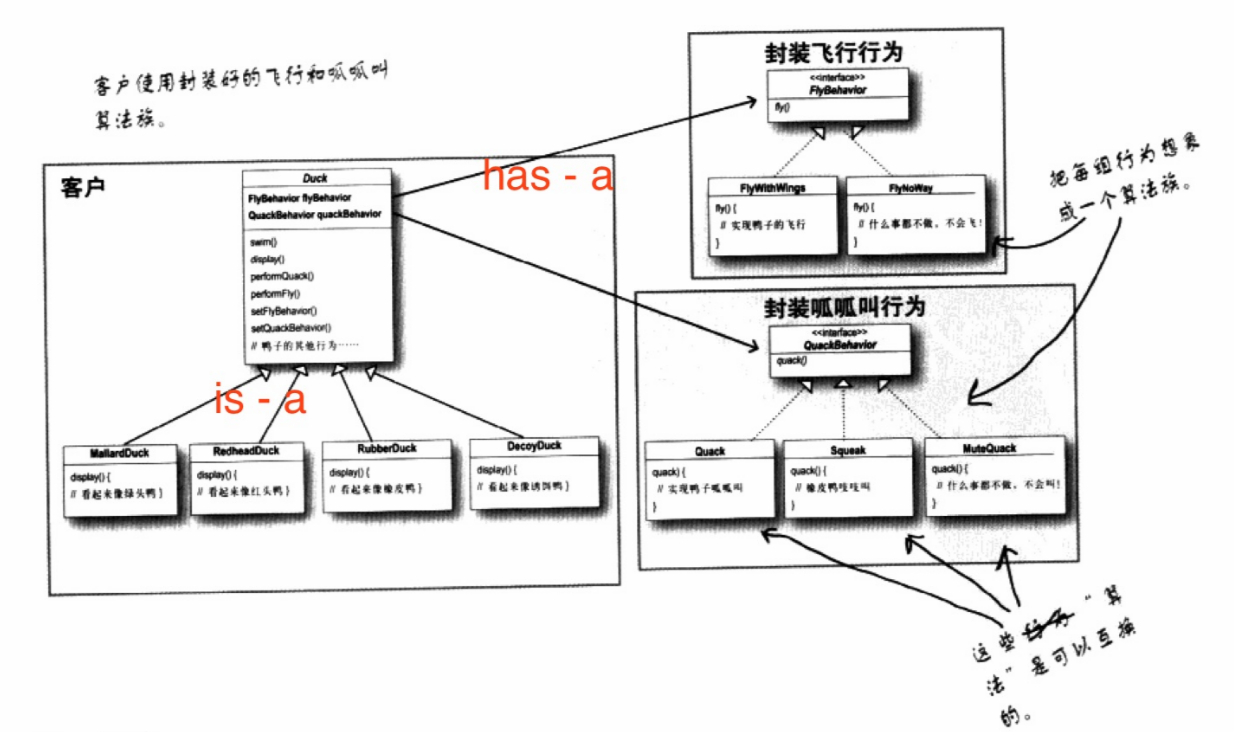 客户使用封装好的飞行和呱呱叫
算法族。
客户
Duck
FlyBehavior flyBehavior
QuackBehavior quackBehavior
swim()
display()
performQuack()
performFly()
setFlyBehavior()
setQuackBehavior()
// 鸭子的其他行为……
has - a
is - a
MallardDuck
display() {
// 看起来像绿头鸭 }
RedheadDuck
display() {
// 看起来像红头鸭 }
RubberDuck
display() {
// 看起来像橡皮鸭 }
DecoyDuck
display() {
// 看起来像诱饵鸭 }
封装飞行行为
<<interface>>
FlyBehavior
fly()
FlyWithWings
fly() {
// 实现鸭子的飞行
}
FlyNoWay
fly() {
// 什么事都不做，不会飞！
}
把每组行为想象
成一个算法族。
封装呱呱叫行为
<<interface>>
QuackBehavior
quack()
Quack
quack) {
// 实现鸭子呱呱叫
}
Squeak
quack() {
// 橡皮鸭吱吱叫
}
MuteQuack
quack() {
// 什么事都不做，不会叫！
}
这些行为“算
法”是可以互换
的。